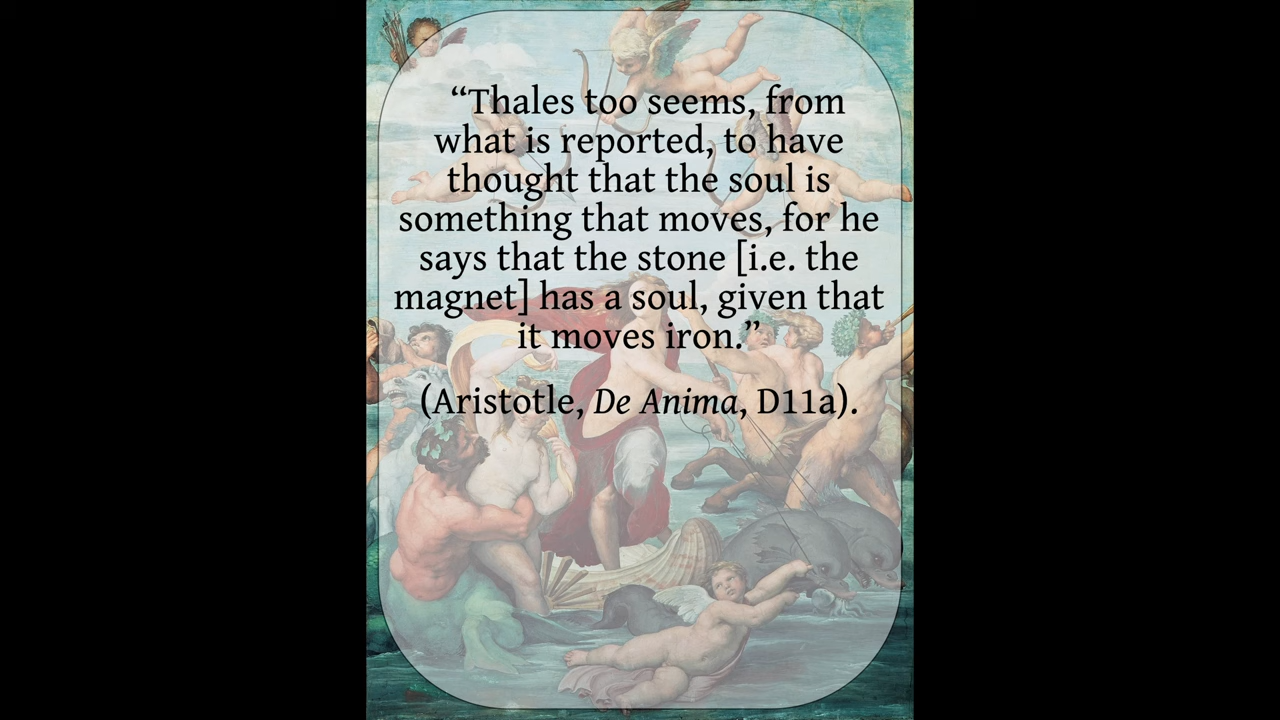 “Thales too seems, from
what is reported, to have
thought that the soul is
something that moves, for he
says that the stone [i.e. the
magnet] has a soul, given that
it moves iron.”
(Aristotle, De Anima, D11a).